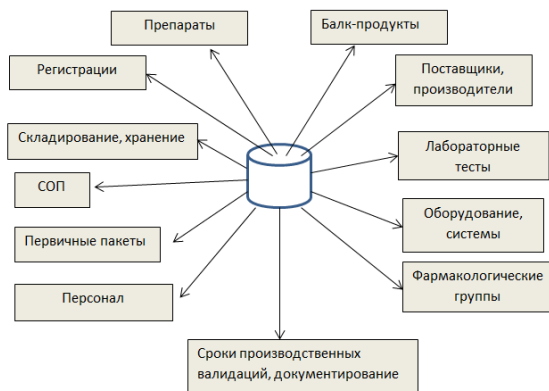 Препараты
Балк-продукты
Регистрации
Поставщики,
производители
Складирование, хранение
Лабораторные
тесты
СОП
Оборудование,
системы
Первичные пакеты
Фармакологические
группы
Персонал
Сроки производственных
валидаций, документирование